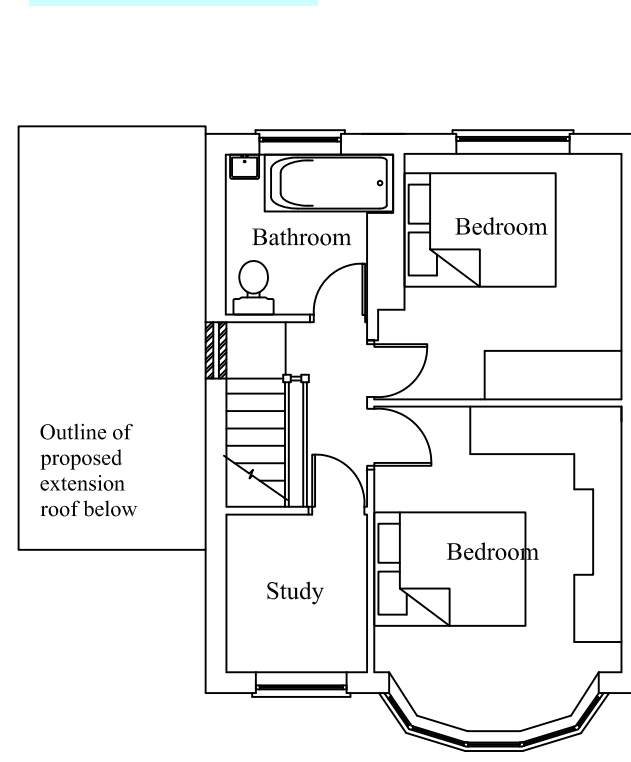 Bathroom
Bedroom
Outline of
proposed
extension
roof below
Bedroom
Study